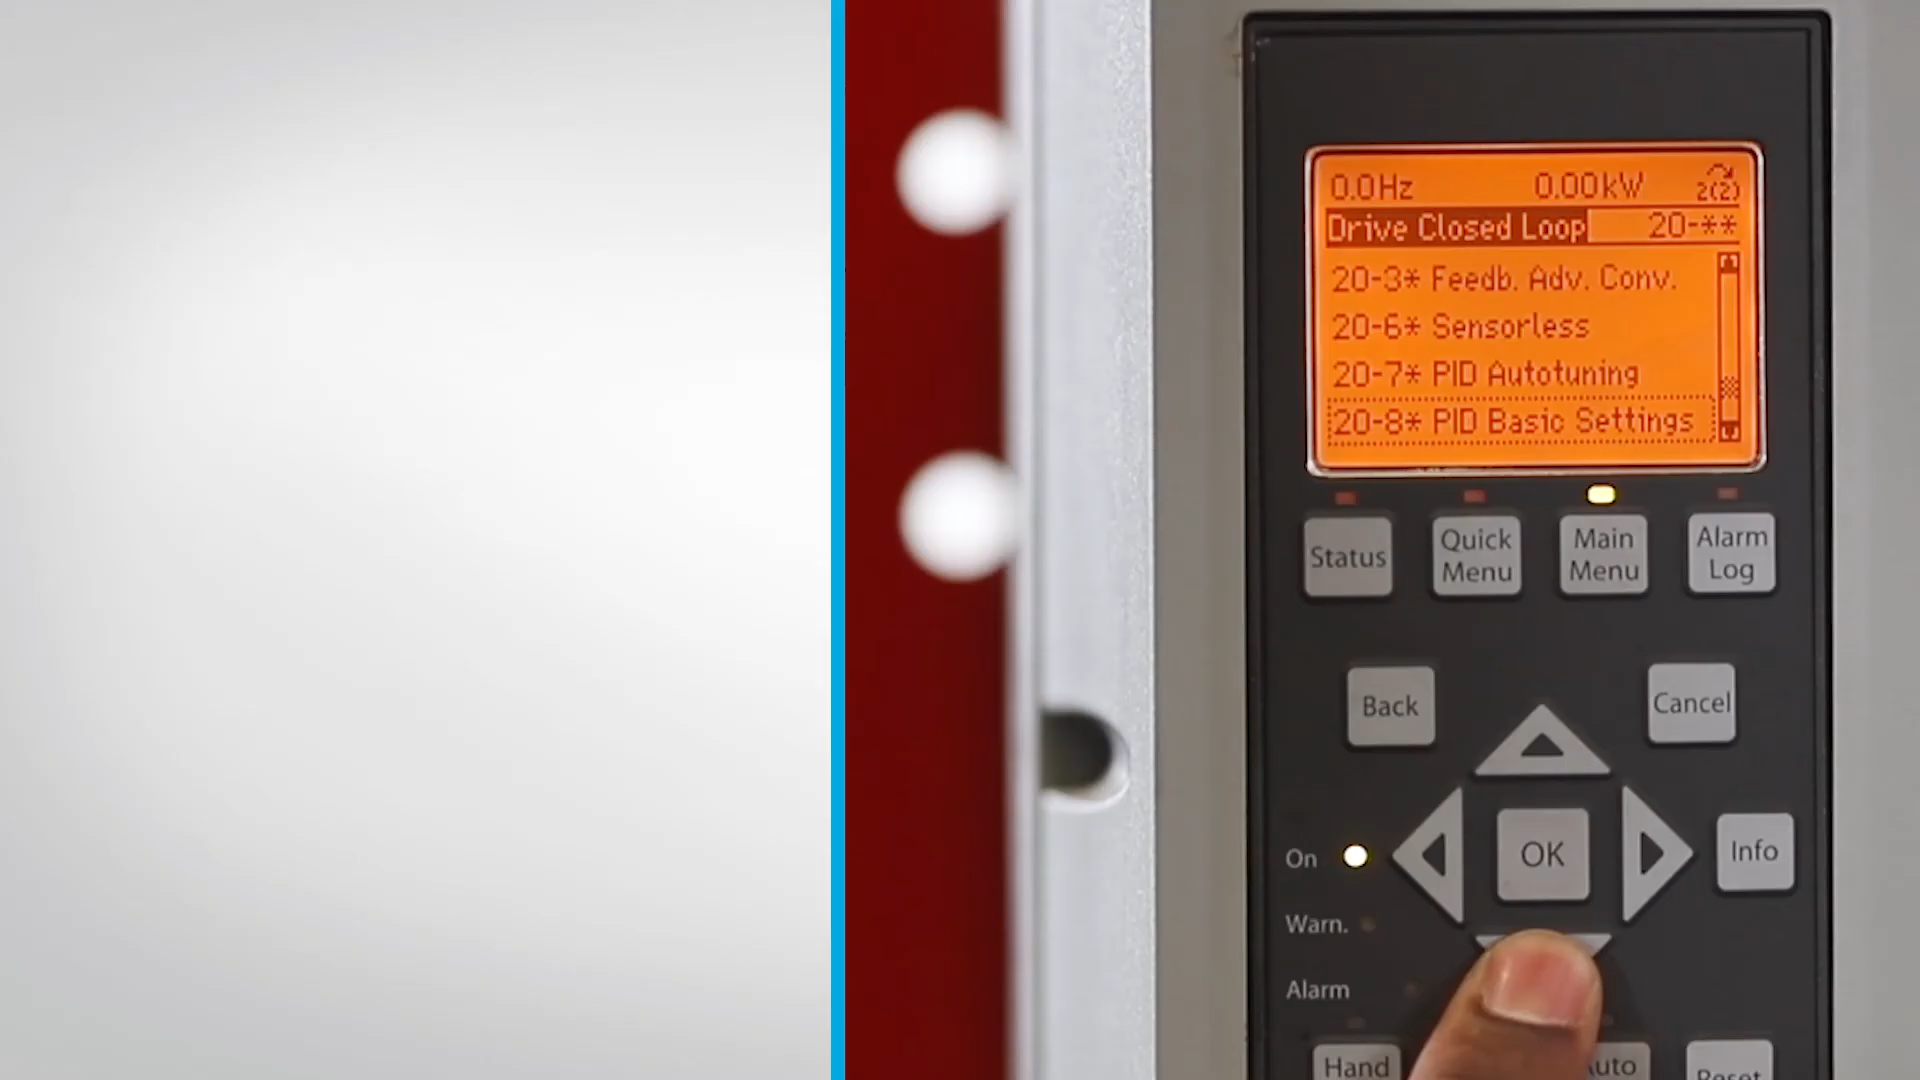 0.0Hz 0.00kW 2(2)
Drive Closed Loop 20-**
20-3* Feedb. Adv. Conv.
20-6* Sensorless
20-7* PID Autotuning
20-8* PID Basic Settings
Status
Quick
Menu
Main
Menu
Alarm
Log
Back
Cancel
OK
Info
On
Warn.
Alarm
Hand
Auto
Reset